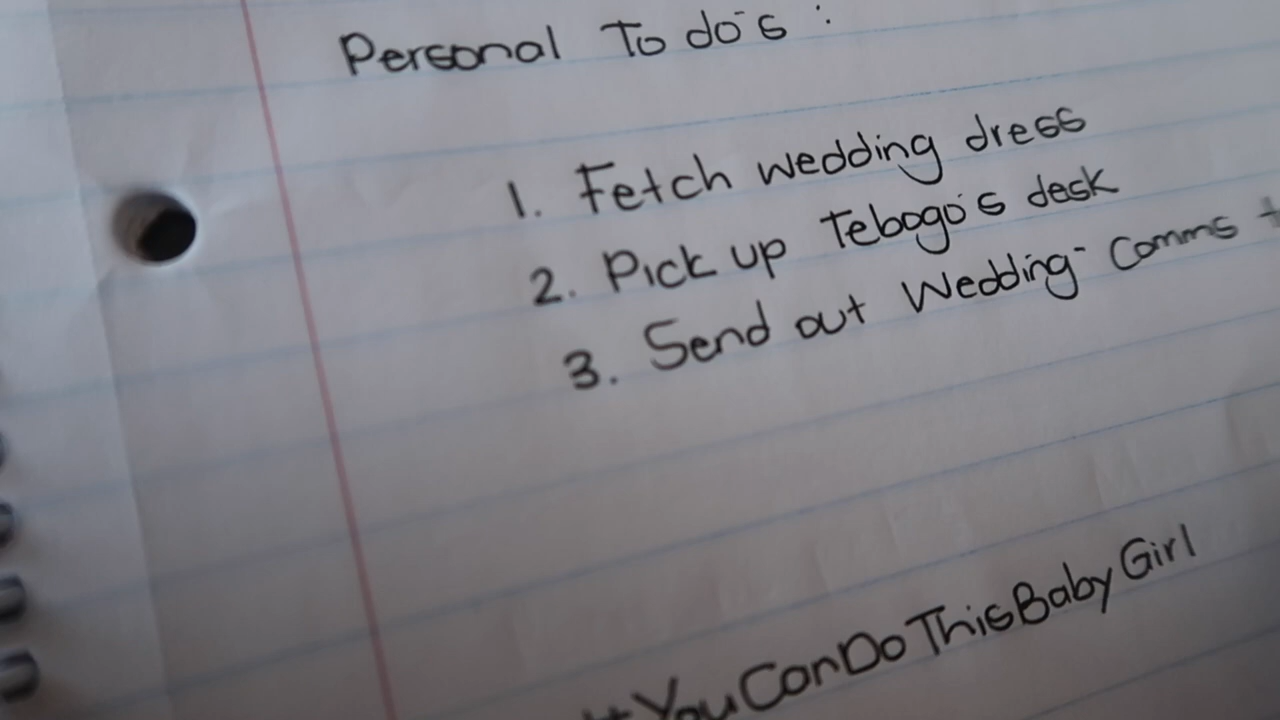 Personal To do's :
1. Fetch wedding dress
2. Pick up Tebogo's desk
3. Send out Wedding Comms
#YouCanDoThisBabyGirl